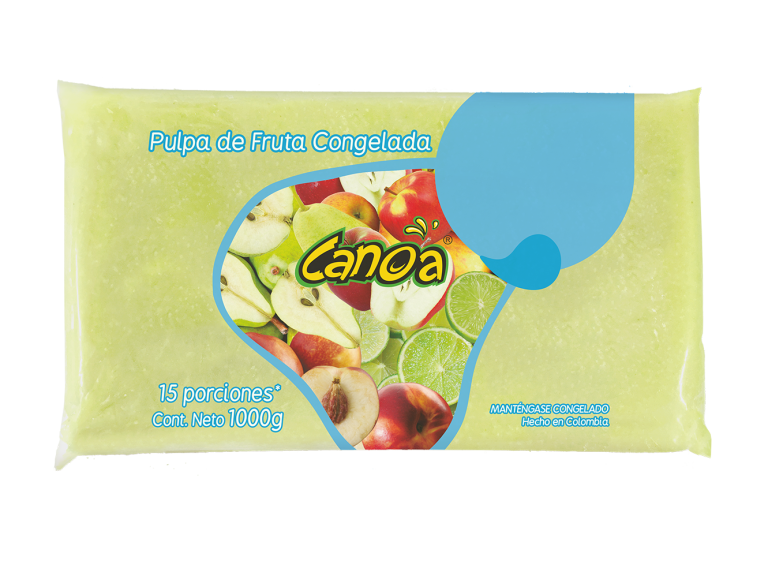 Pulpa de Fruta Congelada
Canoa®
15 porciones*
Cont. Neto 1000g
MANTÉNGASE CONGELADO
Hecho en Colombia